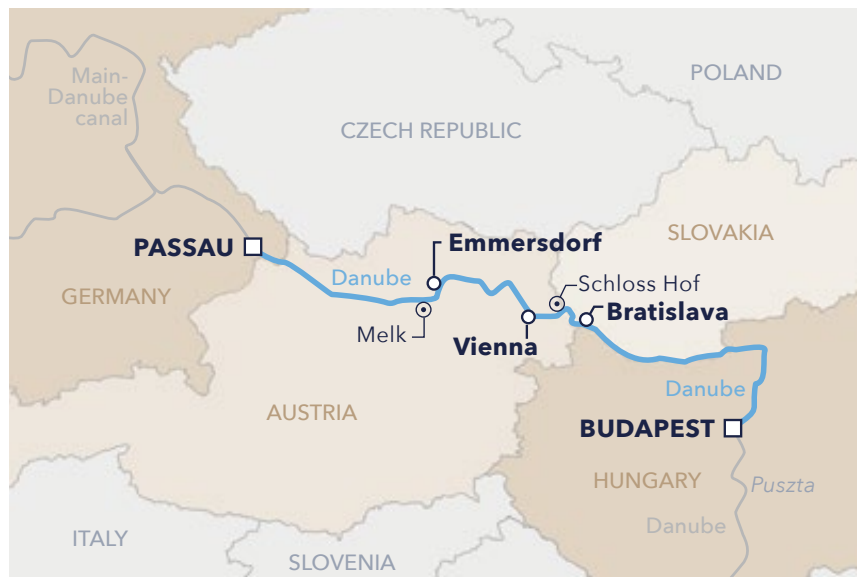 POLAND
Main-
Danube
canal
CZECH REPUBLIC
SLOVAKIA
PASSAU
Emmersdorf
Danube
Schloss Hof
GERMANY
Bratislava
Melk
Vienna
Danube
AUSTRIA
BUDAPEST
HUNGARY
Puszta
Danube
ITALY
SLOVENIA